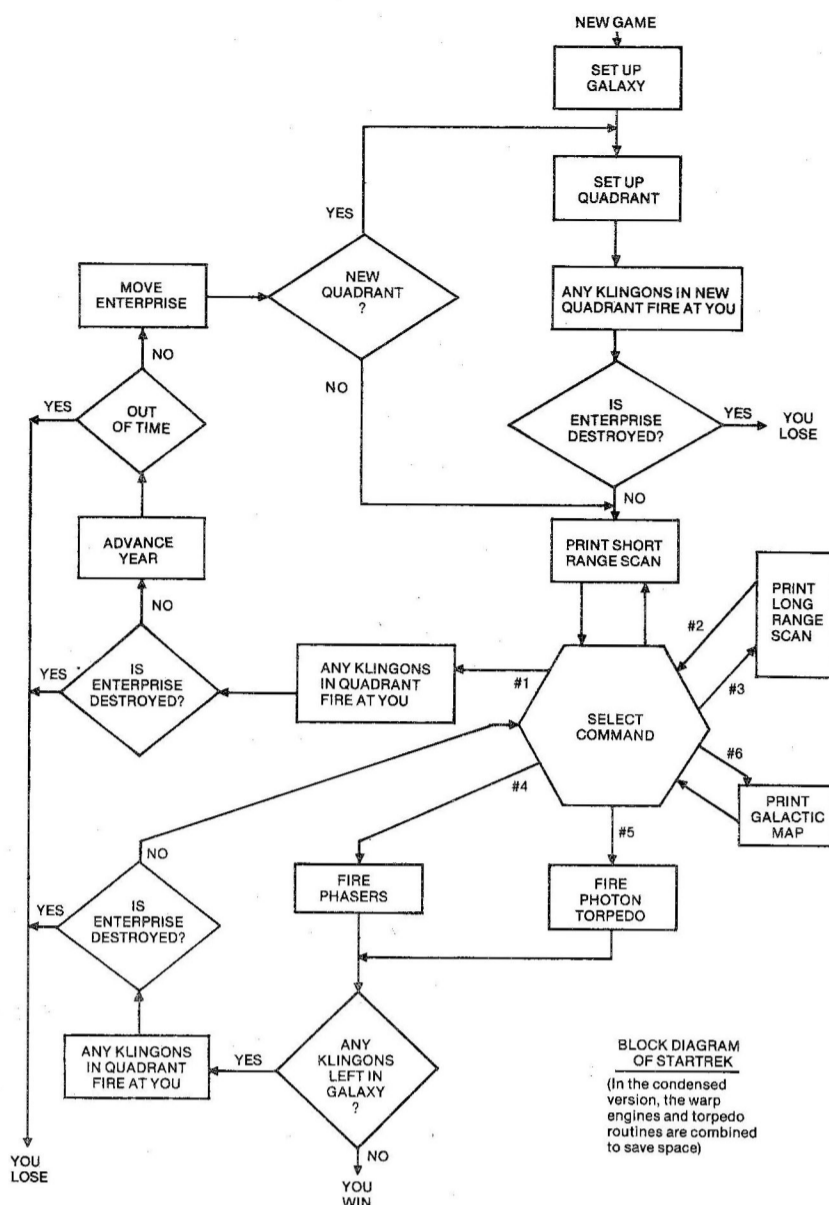 NEW GAME
SET UP
GALAXY
SET UP
QUADRANT
YES
NEW
QUADRANT
?
NO
MOVE
ENTERPRISE
ANY KLINGONS IN NEW
QUADRANT FIRE AT YOU
NO
YES
OUT
OF TIME
IS
ENTERPRISE
DESTROYED?
YES
YOU
LOSE
NO
ADVANCE
YEAR
NO
PRINT SHORT
RANGE SCAN
PRINT
LONG
RANGE
SCAN
#2
#3
YES
IS
ENTERPRISE
DESTROYED?
ANY KLINGONS
IN QUADRANT
FIRE AT YOU
#1
SELECT
COMMAND
#6
PRINT
GALACTIC
MAP
#4
#5
NO
YES
IS
ENTERPRISE
DESTROYED?
FIRE
PHASERS
FIRE
PHOTON
TORPEDO
ANY KLINGONS
IN QUADRANT
FIRE AT YOU
YES
ANY
KLINGONS
LEFT IN
GALAXY
?
NO
YOU
WIN
YOU
LOSE
BLOCK DIAGRAM
OF STARTREK
(In the condensed
version, the warp
engines and torpedo
routines are combined
to save space)